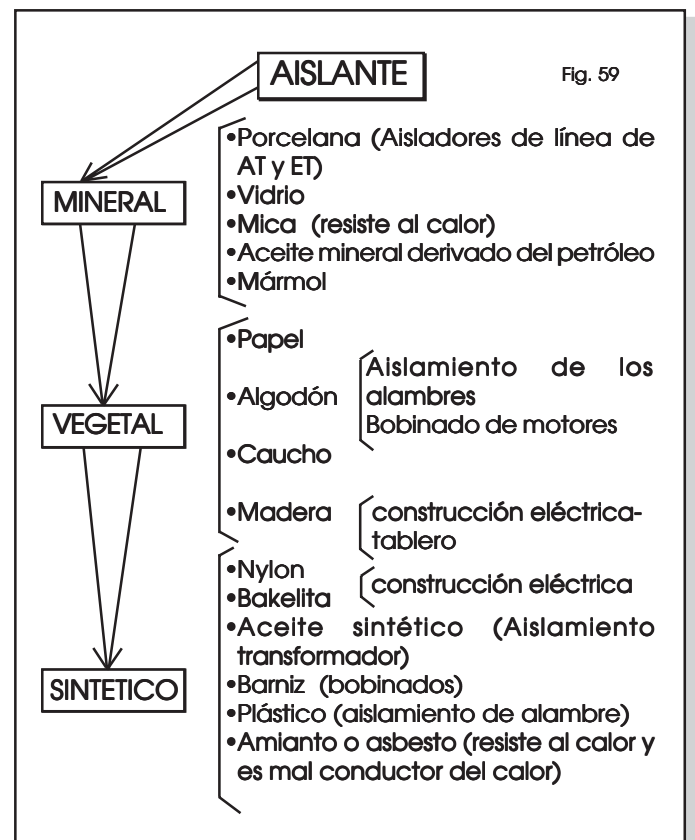 AISLANTE
Fig. 59
MINERAL
•Porcelana (Aisladores de línea de
AT y ET)
•Vidrio
•Mica (resiste al calor)
•Aceite mineral derivado del petróleo
•Mármol
VEGETAL
•Papel
•Algodón
Aislamiento de los
alambres
Bobinado de motores
•Caucho
•Madera
construcción eléctrica-
tablero
SINTETICO
•Nylon
•Bakelita
construcción eléctrica
•Aceite sintético (Aislamiento
transformador)
•Barniz (bobinados)
•Plástico (aislamiento de alambre)
•Amianto o asbesto (resiste al calor y
es mal conductor del calor)